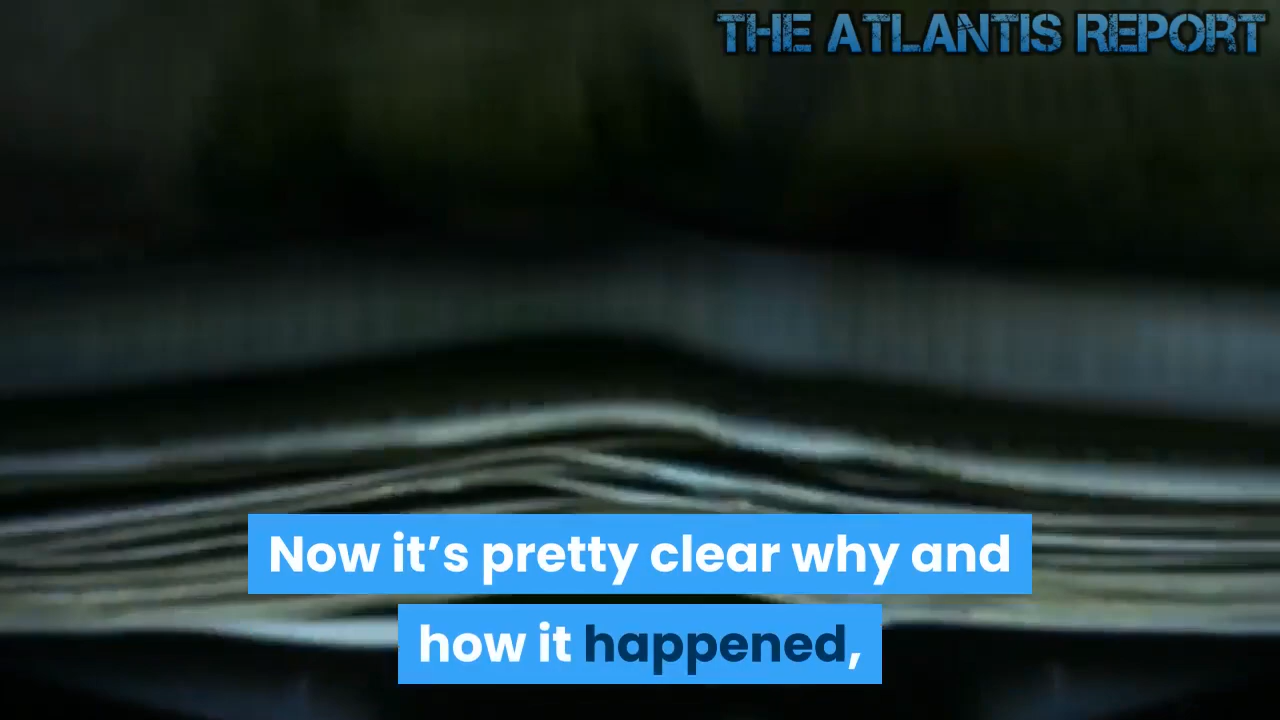 THE ATLANTIS REPORT
Now it’s pretty clear why and
how it happened,